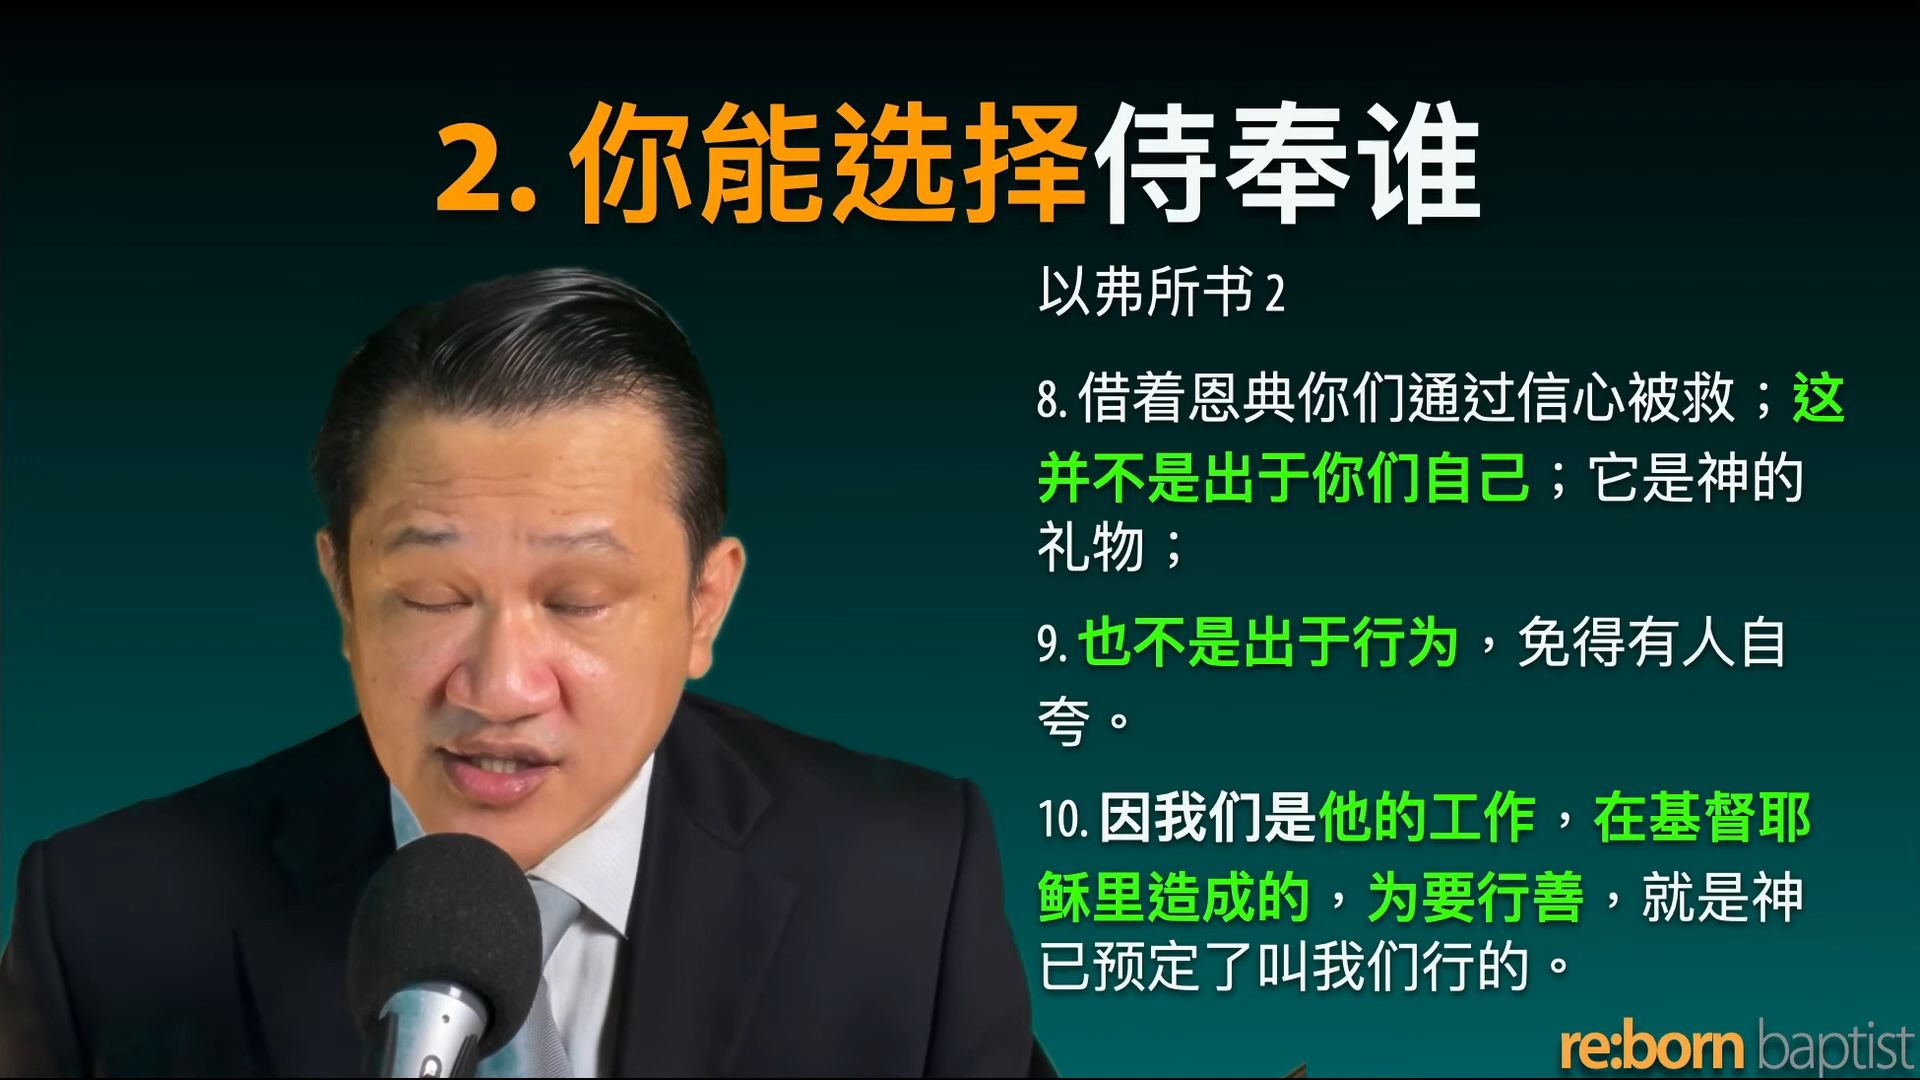 2. 你能选择侍奉谁
以弗所书 2
8. 借着恩典你们通过信心被救；这
并不是出于你们自己；它是神的
礼物；
9. 也不是出于行为，免得有人自
夸。
10. 因我们是他的工作，在基督耶
稣里造成的，为要行善，就是神
已预定了叫我们行的。
re:born baptist